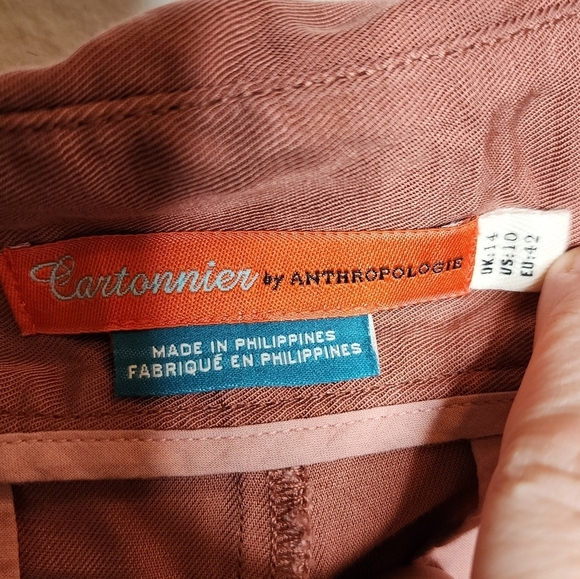 Cartonnier by ANTHROPOLOGIE
UK:14
US:10
EU:42
MADE IN PHILIPPINES
FABRIQUÉ EN PHILIPPINES